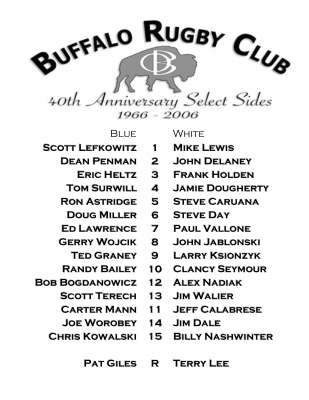 Buffalo Rugby Club
BC
40th Anniversary Select Sides
1966 - 2006
Blue White
Scott Lefkowitz 1 Mike Lewis
Dean Penman 2 John Delaney
Eric Heltz 3 Frank Holden
Tom Surwill 4 Jamie Dougherty
Ron Astridge 5 Steve Caruana
Doug Miller 6 Steve Day
Ed Lawrence 7 Paul Vallone
Gerry Wojcik 8 John Jablonski
Ted Graney 9 Larry Ksionzyk
Randy Bailey 10 Clancy Seymour
Bob Bogdanowicz 12 Alex Nadiak
Scott Terech 13 Jim Walier
Carter Mann 11 Jeff Calabrese
Joe Worobey 14 Jim Dale
Chris Kowalski 15 Billy Nashwinter
Pat Giles R Terry Lee